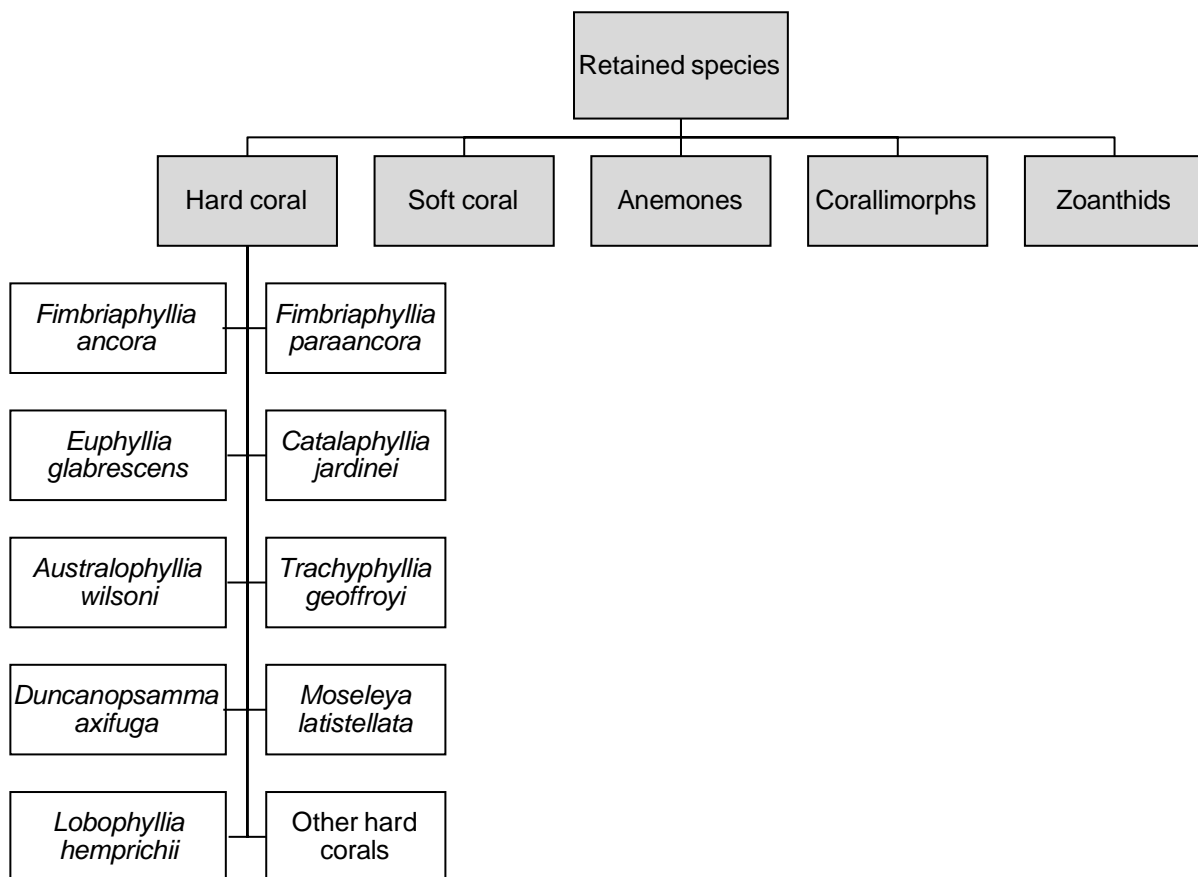 Retained species
Hard coral
Soft coral
Anemones
Corallimorphs
Zoanthids
Fimbriaphyllia
ancora
Fimbriaphyllia
paraancora
Euphyllia
glabrescens
Catalaphyllia
jardinei
Australophyllia
wilsoni
Trachyphyllia
geoffroyi
Duncanopsamma
axifuga
Moseleya
latistellata
Lobophyllia
hemprichii
Other hard
corals